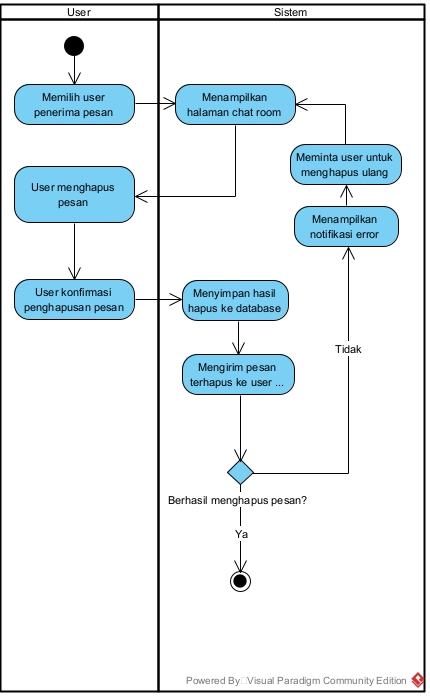 User
Sistem
Memilih user
penerima pesan
Menampilkan
halaman chat room
Meminta user untuk
menghapus ulang
User menghapus
pesan
Menampilkan
notifikasi error
User konfirmasi
penghapusan pesan
Menyimpan hasil
hapus ke database
Tidak
Mengirim pesan
terhapus ke user ...
Berhasil menghapus pesan?
Ya
Powered By Visual Paradigm Community Edition